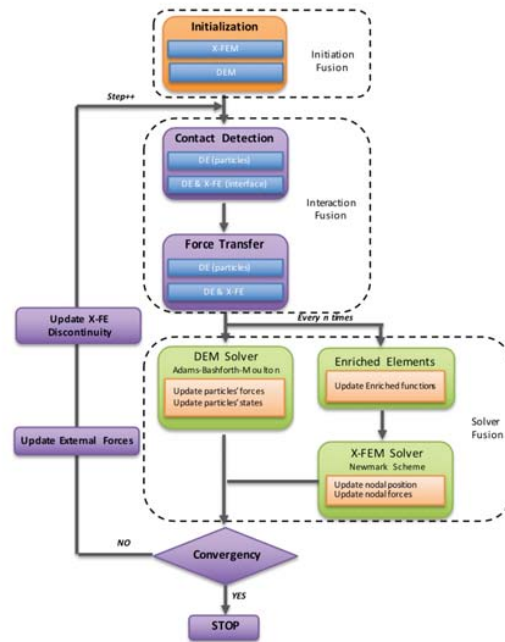 Initialization
X-FEM
DEM
Initiation
Fusion
Step++
Contact Detection
DE (particles)
DE & X-FE (interface)
Interaction
Fusion
Force Transfer
DE (particles)
DE & X-FE
Every n times
Update X-FE
Discontinuity
DEM Solver
Adams-Bashforth-Moulton
Update particles' forces
Update particles' states
Enriched Elements
Update Enriched functions
Solver
Fusion
Update External Forces
X-FEM Solver
Newmark Scheme
Update nodal position
Update nodal forces
NO
Convergency
YES
STOP